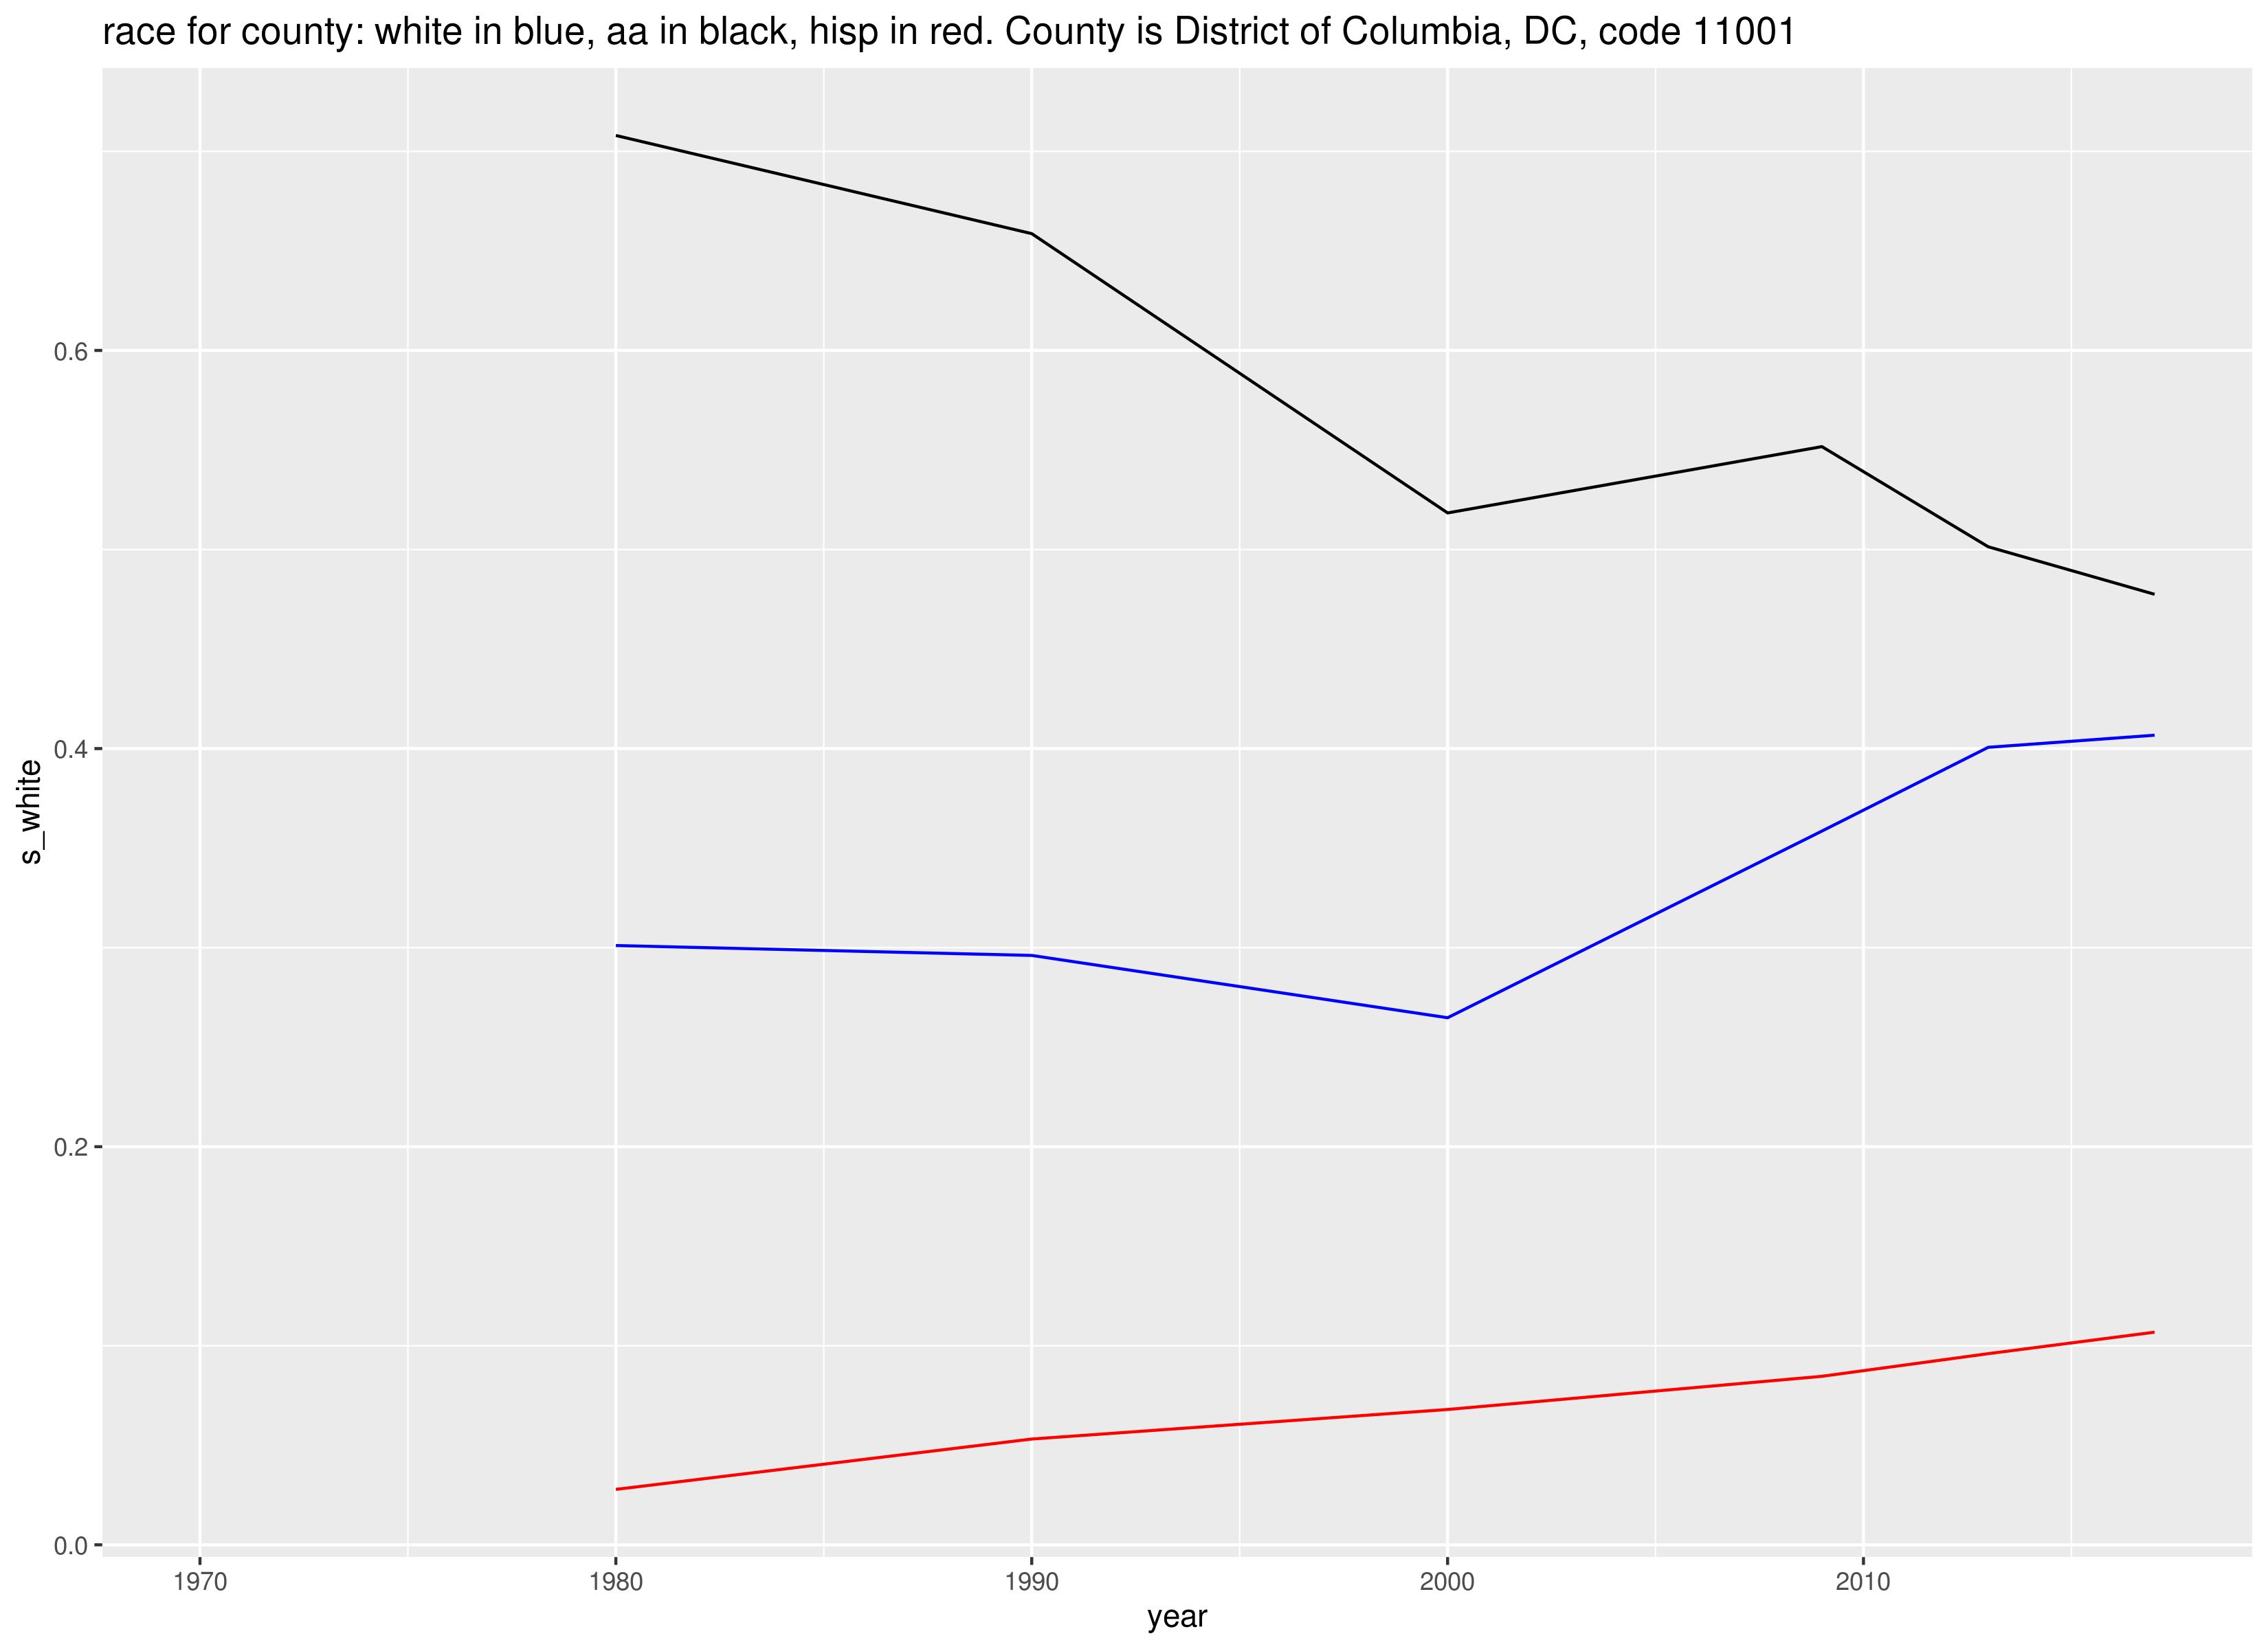 race for county: white in blue, aa in black, hisp in red. County is District of Columbia, DC, code 11001
0.6
0.4
0.2
0.0
s_white
1970 1980 1990 2000 2010
year